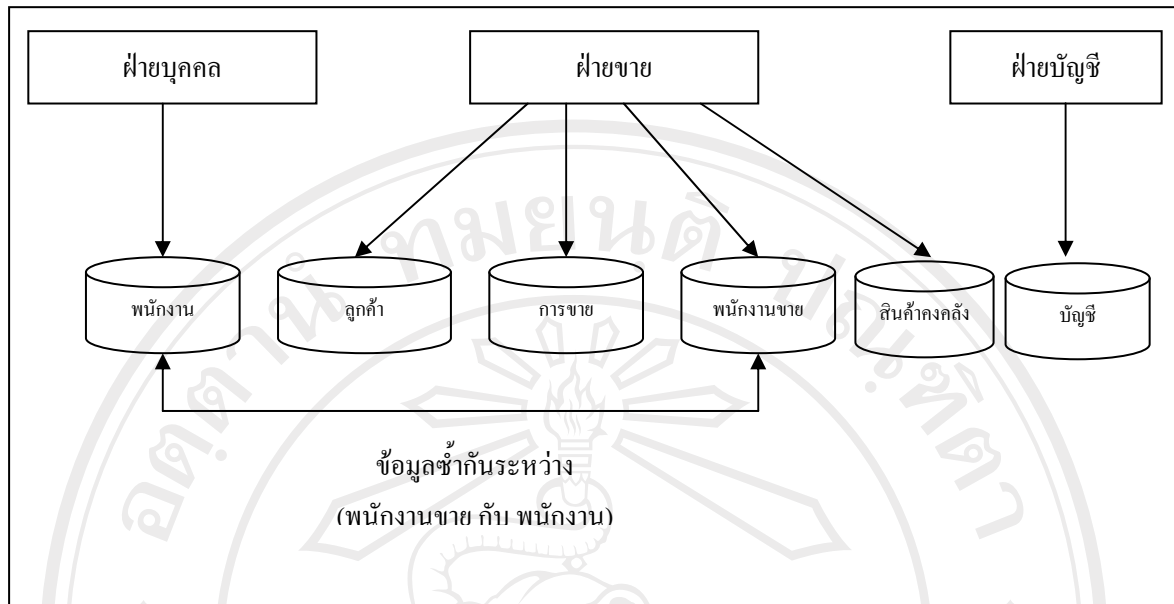 ฝ่ายบุคคล
ฝ่ายขาย
ฝ่ายบัญชี
พนักงาน
ลูกค้า
การขาย
พนักงานขาย
สินค้าคงคลัง
บัญชี
ข้อมูลซ้ำกันระหว่าง
(พนักงานขาย กับ พนักงาน)